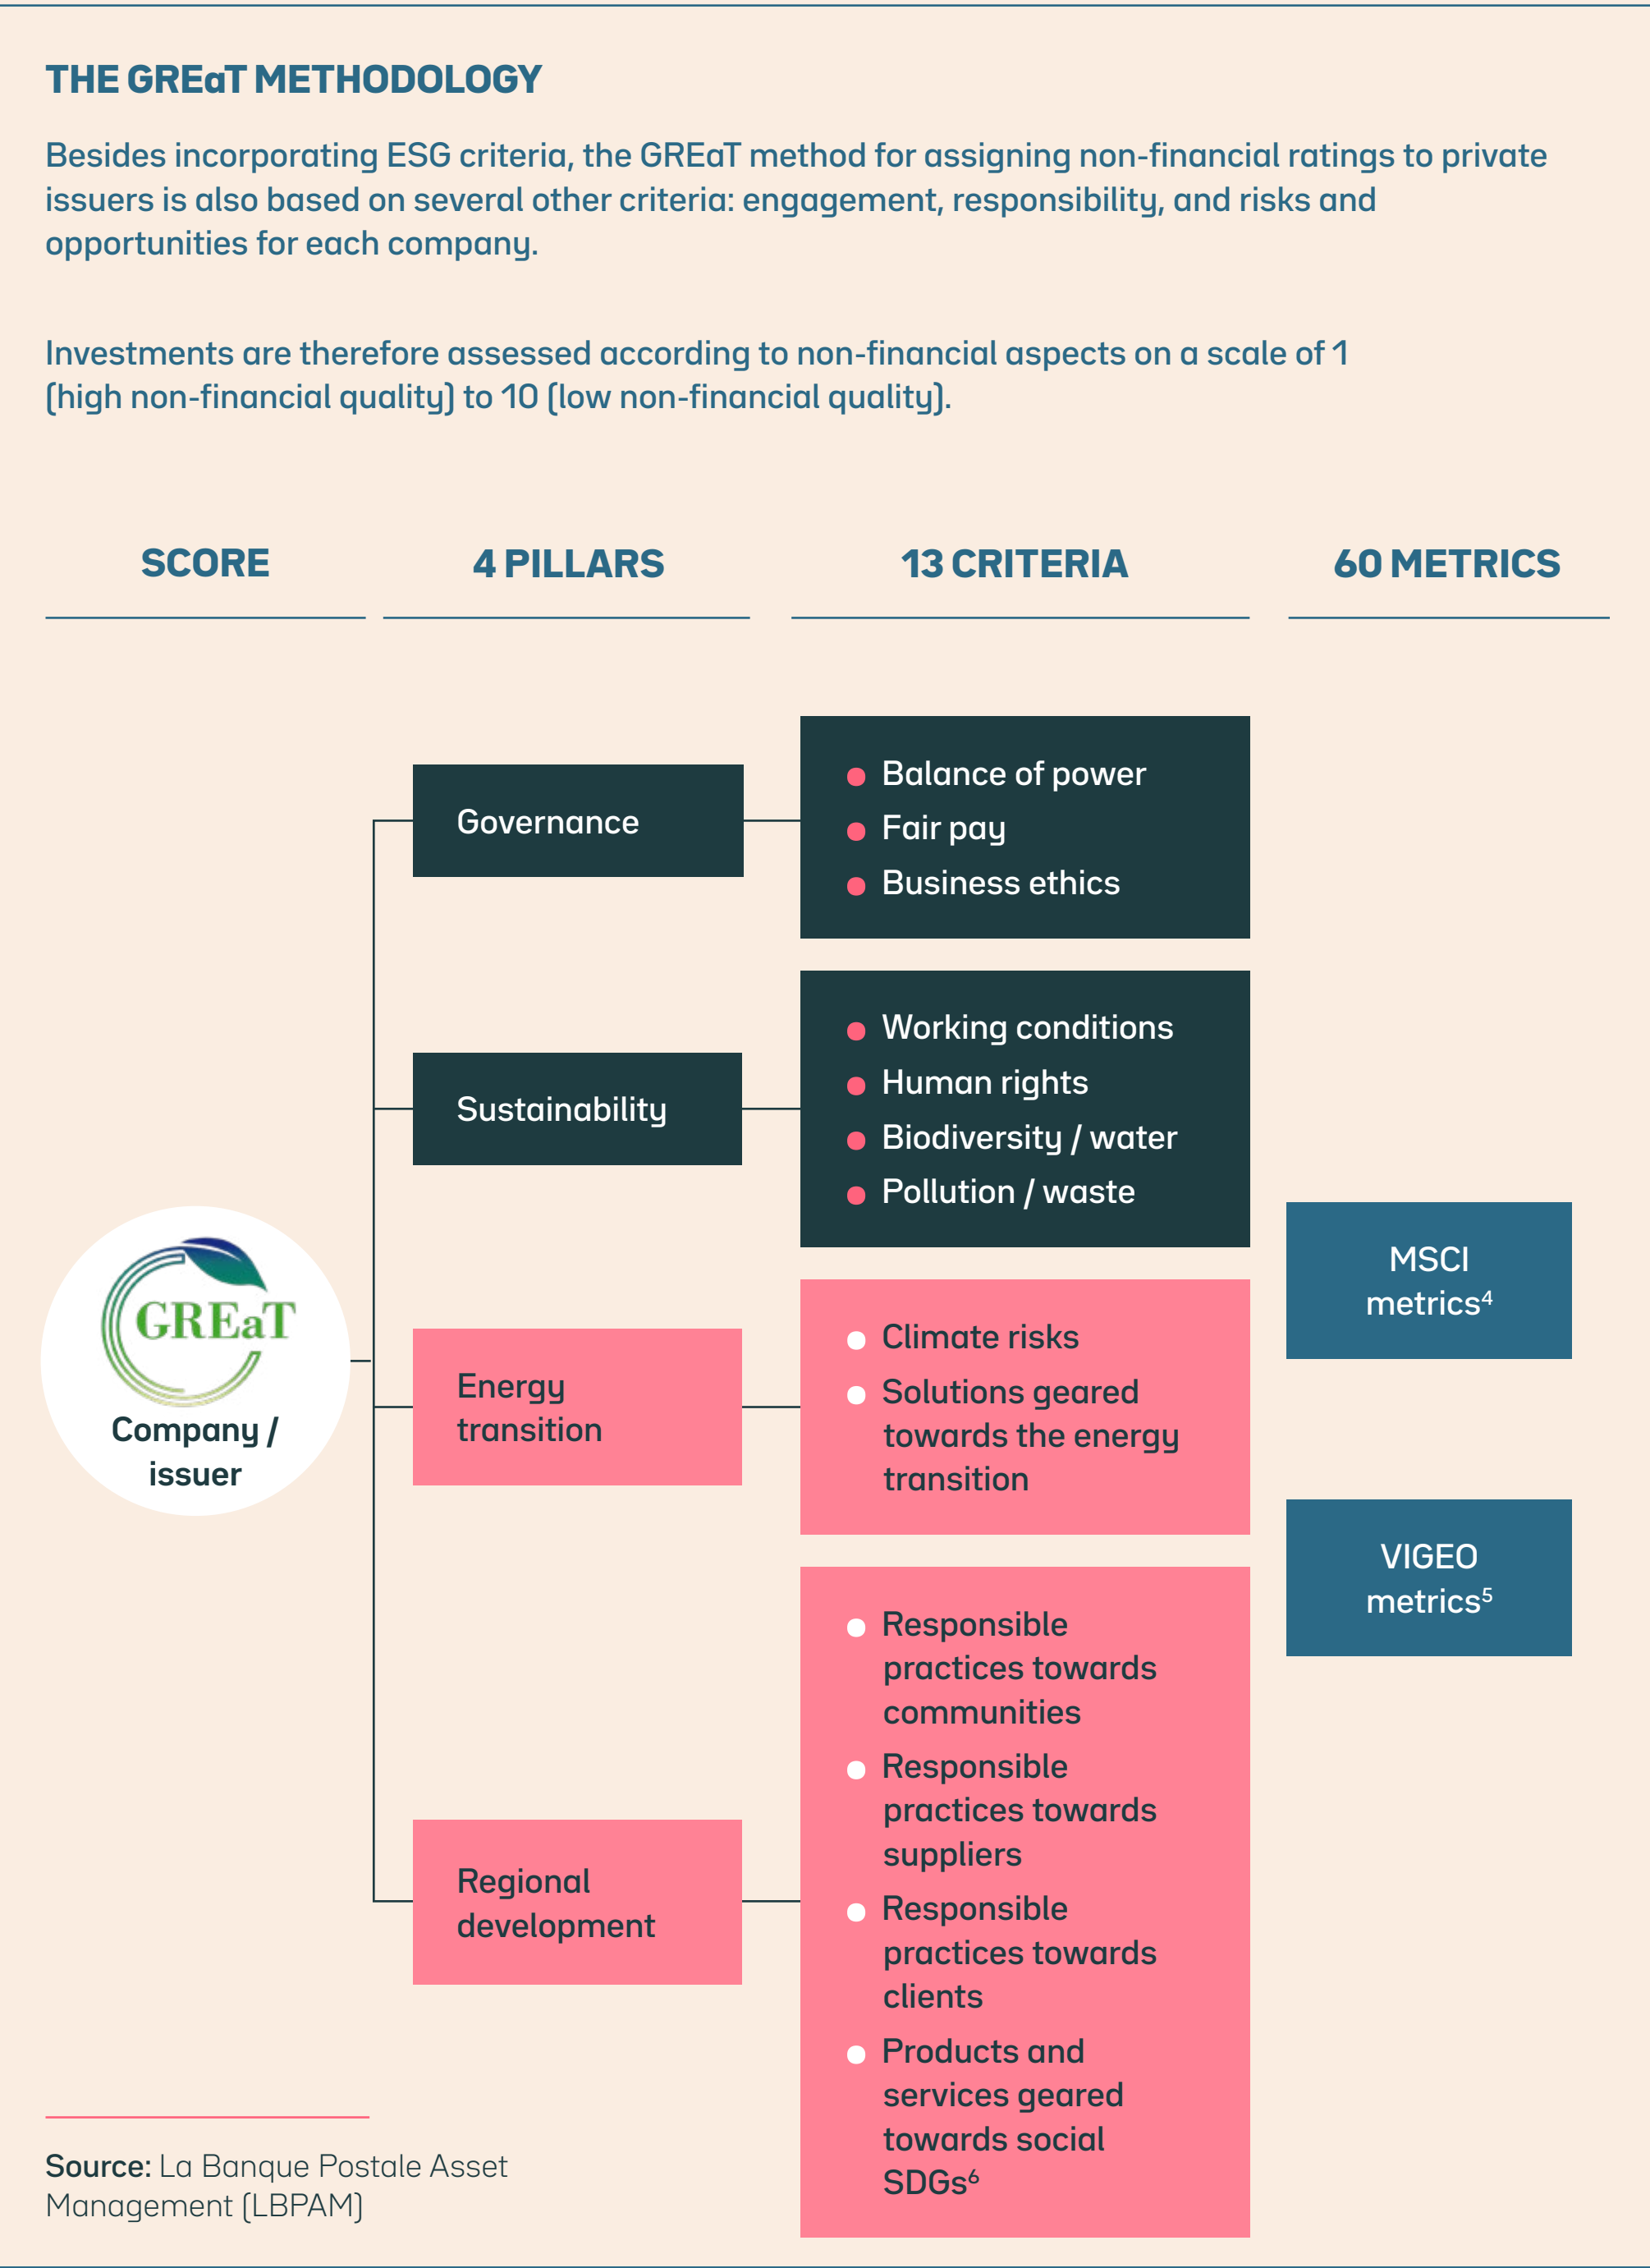 THE GREaT METHODOLOGY
Besides incorporating ESG criteria, the GREaT method for assigning non-financial ratings to private
issuers is also based on several other criteria: engagement, responsibility, and risks and
opportunities for each company.
Investments are therefore assessed according to non-financial aspects on a scale of 1
(high non-financial quality) to 10 (low non-financial quality).
SCORE
4 PILLARS
13 CRITERIA
60 METRICS
Governance
● Balance of power
● Fair pay
● Business ethics
Sustainability
● Working conditions
● Human rights
● Biodiversity / water
● Pollution / waste
GREaT
Company /
issuer
Energy
transition
● Climate risks
● Solutions geared
towards the energy
transition
MSCI
metrics⁴
VIGEO
metrics⁵
Regional
development
● Responsible
practices towards
communities
● Responsible
practices towards
suppliers
● Responsible
practices towards
clients
● Products and
services geared
towards social
SDGs⁶
Source: La Banque Postale Asset
Management (LBPAM)